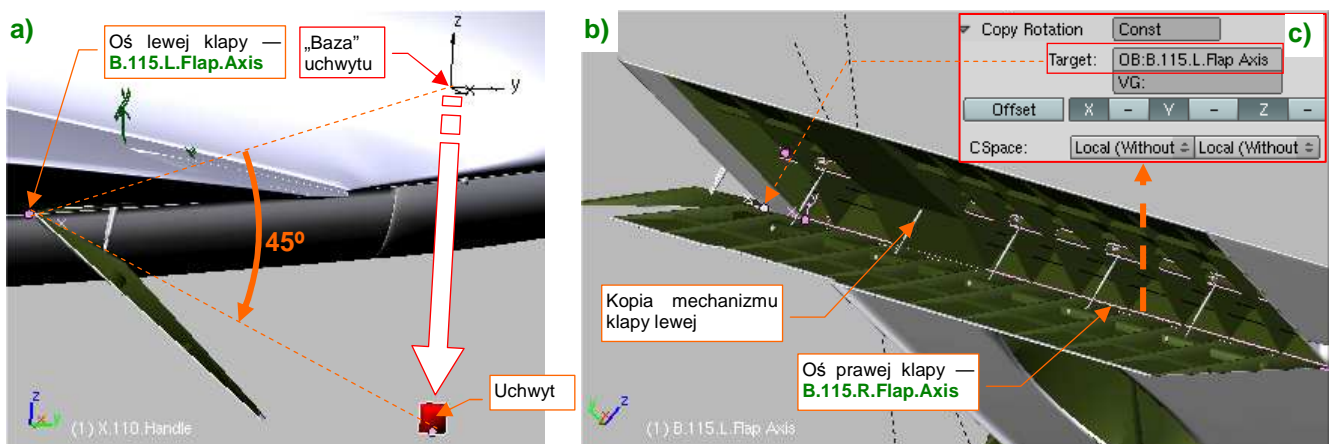 a)
Oś lewej klapy —
B.115.L.Flap.Axis
„Baza”
uchwytu
z
y
x
45º
Uchwyt
z
x
y
(1) X.110.Handle
b)
Kopia mechanizmu
klapy lewej
Oś prawej klapy —
B.115.R.Flap.Axis
z
(1) B.115.L.Flap Axis
c)
Copy Rotation
Const
Target:
OB:B.115.L.Flap Axis
VG:
Offset
X
–
Y
–
Z
–
CSpace:
Local (Without
Local (Without